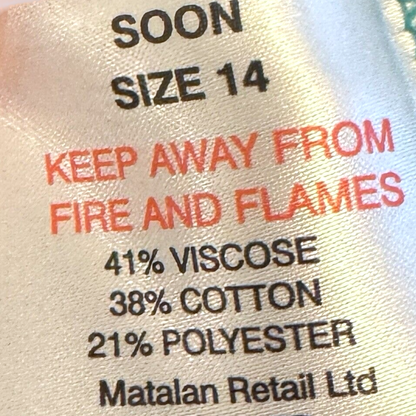 SOON
SIZE 14
KEEP AWAY FROM
FIRE AND FLAMES
41% VISCOSE
38% COTTON
21% POLYESTER
Matalan Retail Ltd